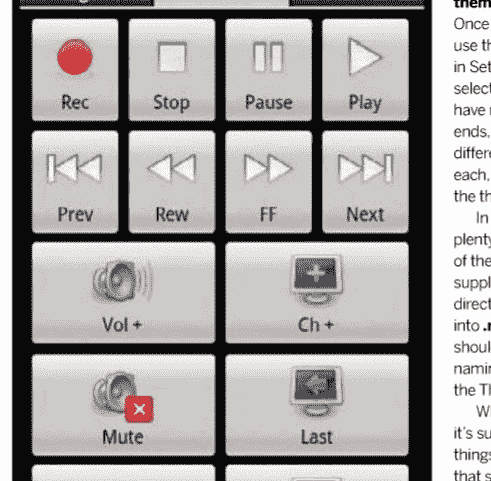 Rec Stop Pause Play
Prev Rew FF Next
Vol + Ch +
Mute Last
them
Once
use th
in Set
select
have
ends,
differe
each,
the th
In
plenty
of the
suppl
direct
into .
shoul
namin
the Th
W
it's su
things
that s